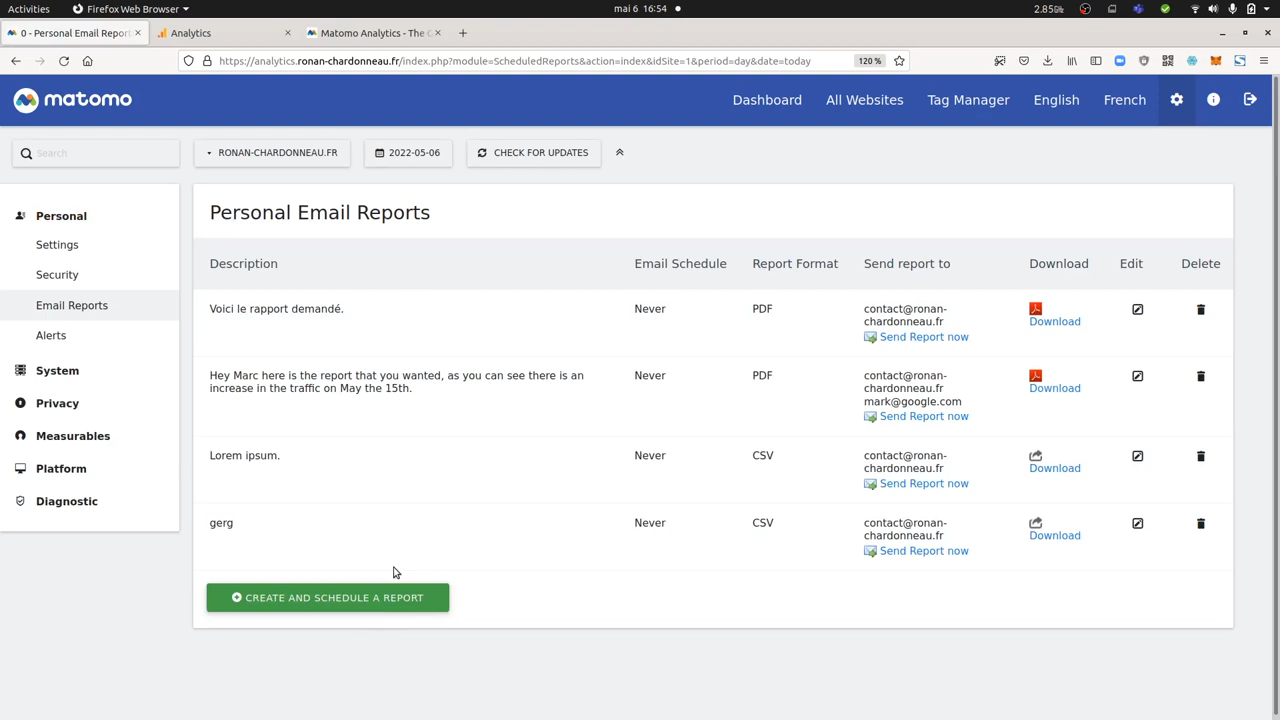 Activities
Firefox Web Browser
mai 6 16:54
0 - Personal Email Report
Analytics
Matomo Analytics - The
https://analytics.ronan-chardonneau.fr/index.php?module=ScheduledReports&action=index&idSite=1&period=day&date=today
120 %
matomo
Dashboard
All Websites
Tag Manager
English
French
Search
RONAN-CHARDONNEAU.FR
2022-05-06
CHECK FOR UPDATES
Personal
Settings
Security
Email Reports
Alerts
System
Privacy
Measurables
Platform
Diagnostic
Personal Email Reports
Description Email Schedule Report Format Send report to Download Edit Delete
Voici le rapport demandé. Never PDF contact@ronan-
chardonneau.fr Download
Send Report now
Hey Marc here is the report that you wanted, as you can see there is an Never PDF contact@ronan-
increase in the traffic on May the 15th. chardonneau.fr Download
mark@google.com
Send Report now
Lorem ipsum. Never CSV contact@ronan-
chardonneau.fr Download
Send Report now
gerg Never CSV contact@ronan-
chardonneau.fr Download
Send Report now
CREATE AND SCHEDULE A REPORT